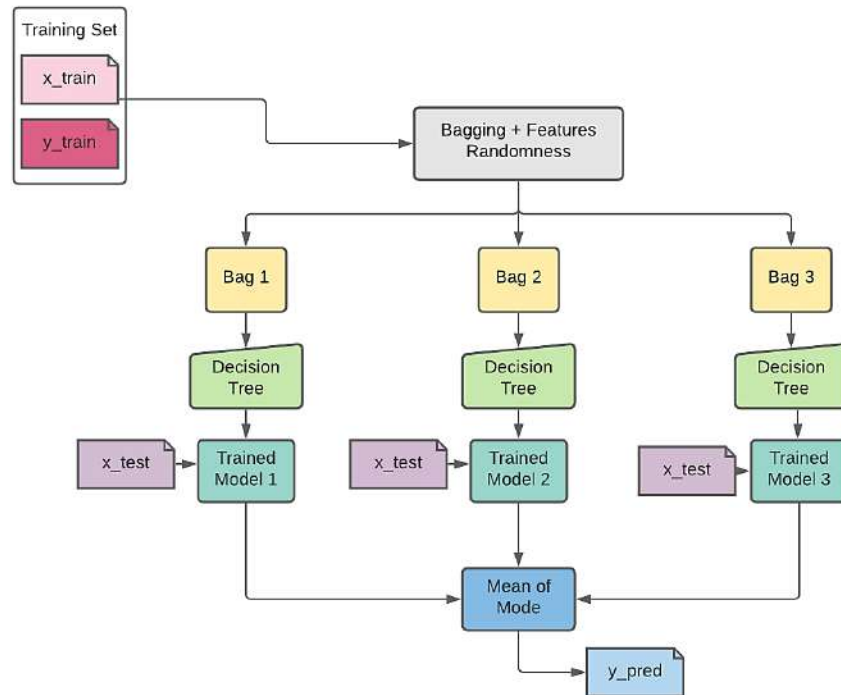 Training Set
x_train
y_train
Bagging + Features
Randomness
Bag 1
Bag 2
Bag 3
Decision
Tree
Decision
Tree
Decision
Tree
x_test
Trained
Model 1
x_test
Trained
Model 2
x_test
Trained
Model 3
Mean of
Mode
y_pred